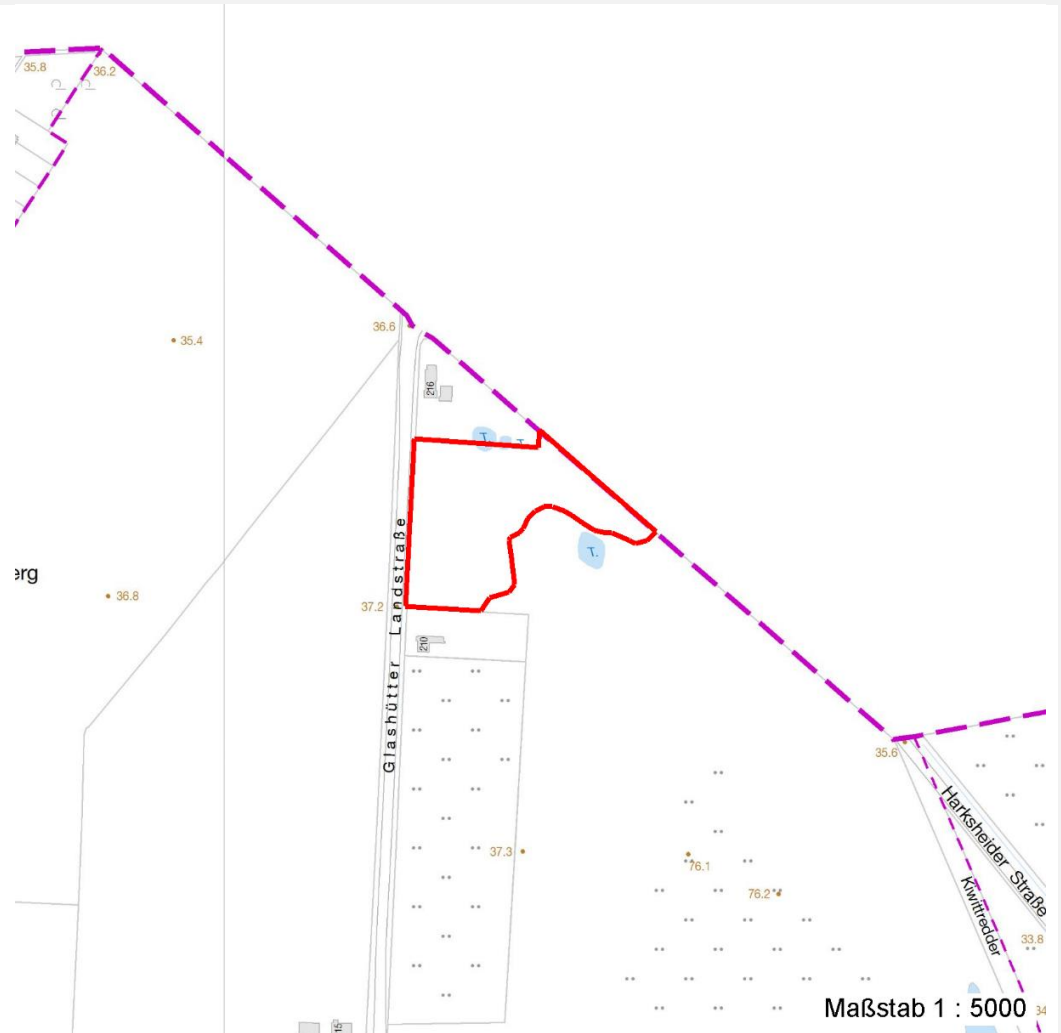 35.8
36.2
36.6
35.4
216
T.
T.
erg
36.8
37.2
Glashütter Landstraße
210
35.6
Harksheider Straße
37.3
76.1
76.2
Kiwittredder
33.8
Maßstab 1 : 5000
34